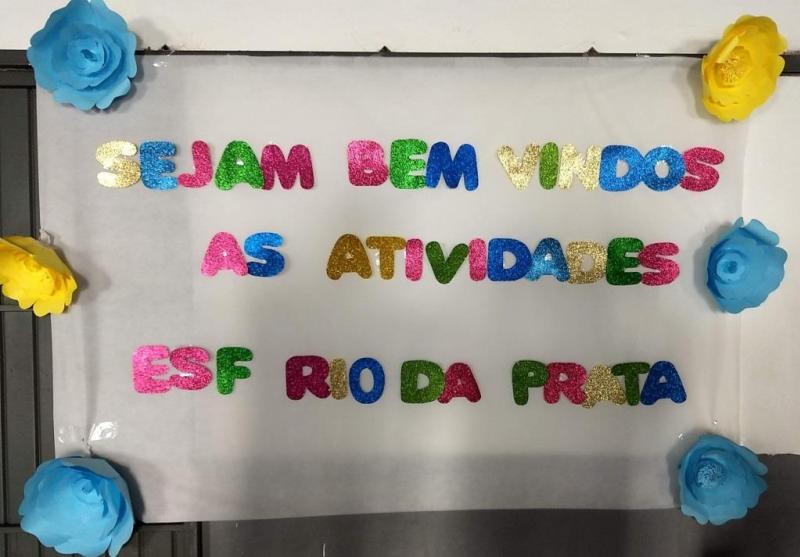 SEJAM BEM VINDOS
AS ATIVIDADES
ESF RIO DA PRATA